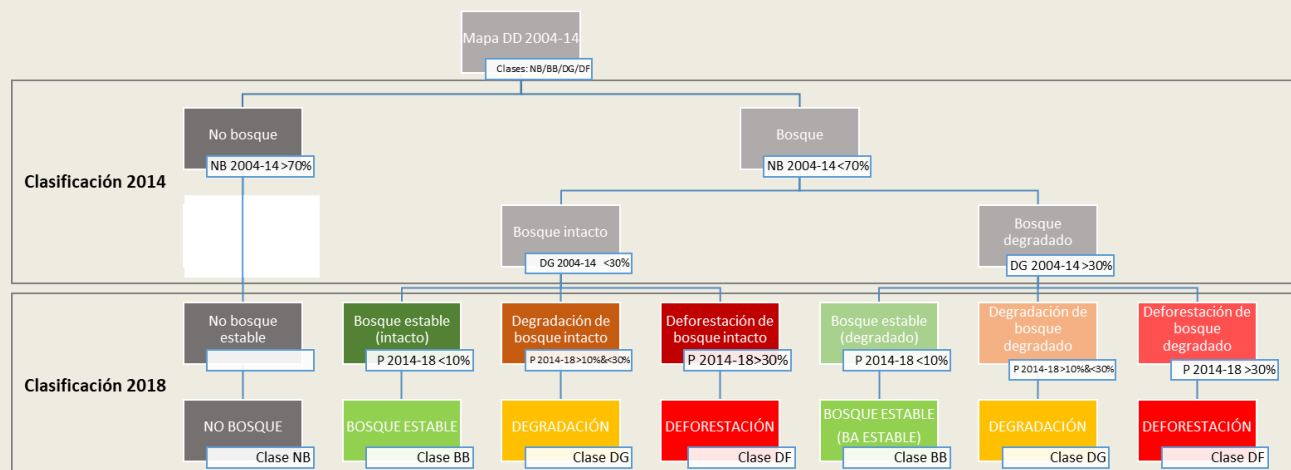 Mapa DD 2004-14
Clases: NB/BB/DG/DF
Clasificación 2014
No bosque
NB 2004-14 >70%
Bosque
NB 2004-14 <70%
Bosque intacto
DG 2004-14 <30%
Bosque
degradado
DG 2004-14 >30%
Clasificación 2018
No bosque
estable
Bosque estable
(intacto)
P 2014-18 <10%
Degradación de
bosque intacto
P 2014-18 >10%&<30%
Deforestación de
bosque intacto
P 2014-18>30%
Bosque estable
(degradado)
P 2014-18 <10%
Degradación de
bosque
degradado
P 2014-18 >10%&<30%
Deforestación de
bosque
degradado
P 2014-18 >30%
NO BOSQUE
Clase NB
BOSQUE ESTABLE
Clase BB
DEGRADACIÓN
Clase DG
DEFORESTACIÓN
Clase DF
BOSQUE ESTABLE
(BA ESTABLE)
Clase BB
DEGRADACIÓN
Clase DG
DEFORESTACIÓN
Clase DF